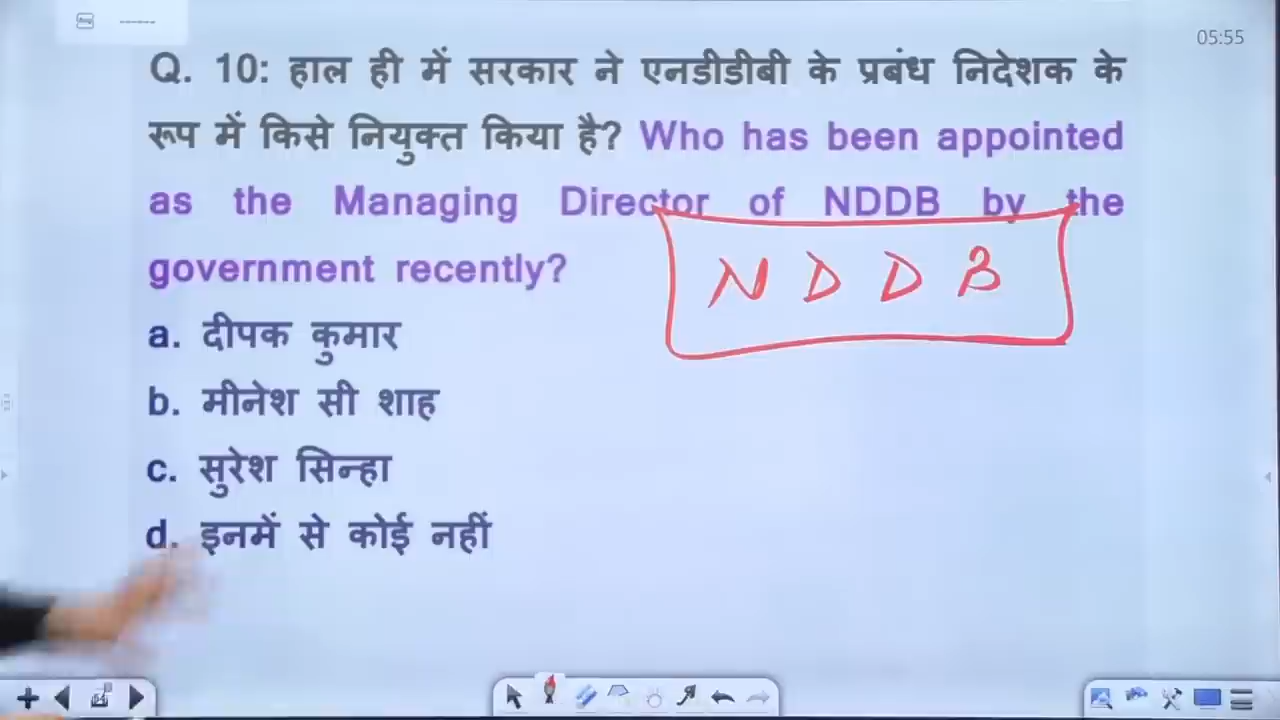 05:55
Q. 10: हाल ही में सरकार ने एनडीडीबी के प्रबंध निदेशक के
रूप में किसे नियुक्त किया है? Who has been appointed
as the Managing Director of NDDB by the
government recently?
N D D B
a. दीपक कुमार
b. मीनेश सी शाह
c. सुरेश सिन्हा
d. इनमें से कोई नहीं